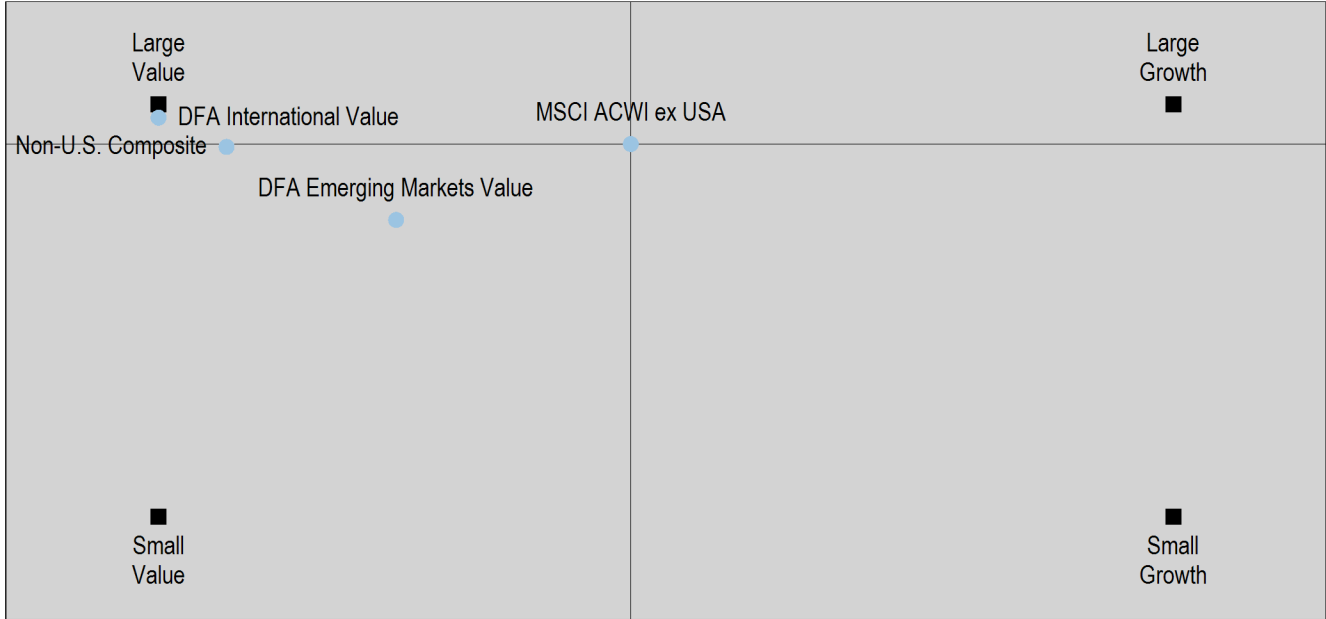 Large
Value
Large
Growth
DFA International Value
MSCI ACWI ex USA
Non-U.S. Composite
DFA Emerging Markets Value
Small
Value
Small
Growth